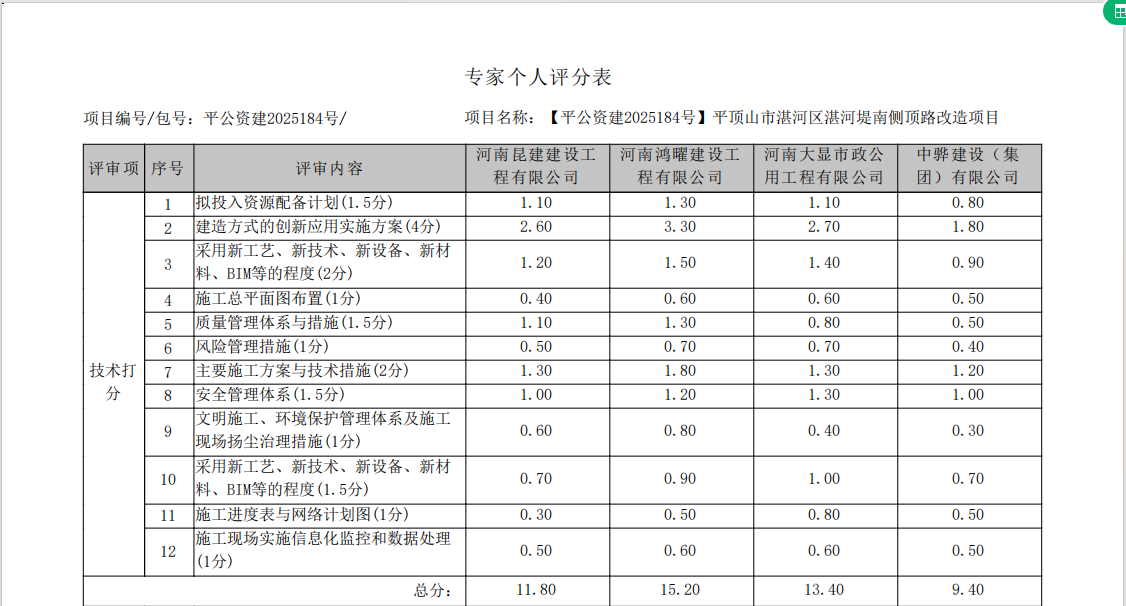 专家个人评分表
项目编号/包号：平公资建2025184号/ 项目名称：【平公资建2025184号】平顶山市湛河区湛河堤南侧顶路改造项目
评审项 序号 评审内容 河南昆建建设工 河南鸿曜建设工 河南大显市政公 中骅建设（集
程有限公司 程有限公司 用工程有限公司 团）有限公司
1 拟投入资源配备计划(1.5分) 1.10 1.30 1.10 0.80
2 建造方式的创新应用实施方案(4分) 2.60 3.30 2.70 1.80
3 采用新工艺、新技术、新设备、新材
料、BIM等的程度(2分) 1.20 1.50 1.40 0.90
4 施工总平面图布置(1分) 0.40 0.60 0.60 0.50
5 质量管理体系与措施(1.5分) 1.10 1.30 0.80 0.50
6 风险管理措施(1分) 0.50 0.70 0.70 0.40
技术打
分
7 主要施工方案与技术措施(2分) 1.30 1.80 1.30 1.20
8 安全管理体系(1.5分) 1.00 1.20 1.30 1.00
9 文明施工、环境保护管理体系及施工
现场扬尘治理措施(1分) 0.60 0.80 0.40 0.30
10 采用新工艺、新技术、新设备、新材
料、BIM等的程度(1.5分) 0.70 0.90 1.00 0.70
11 施工进度表与网络计划图(1分) 0.30 0.50 0.80 0.50
12 施工现场实施信息化监控和数据处理
(1分) 0.50 0.60 0.60 0.50
总分： 11.80 15.20 13.40 9.40